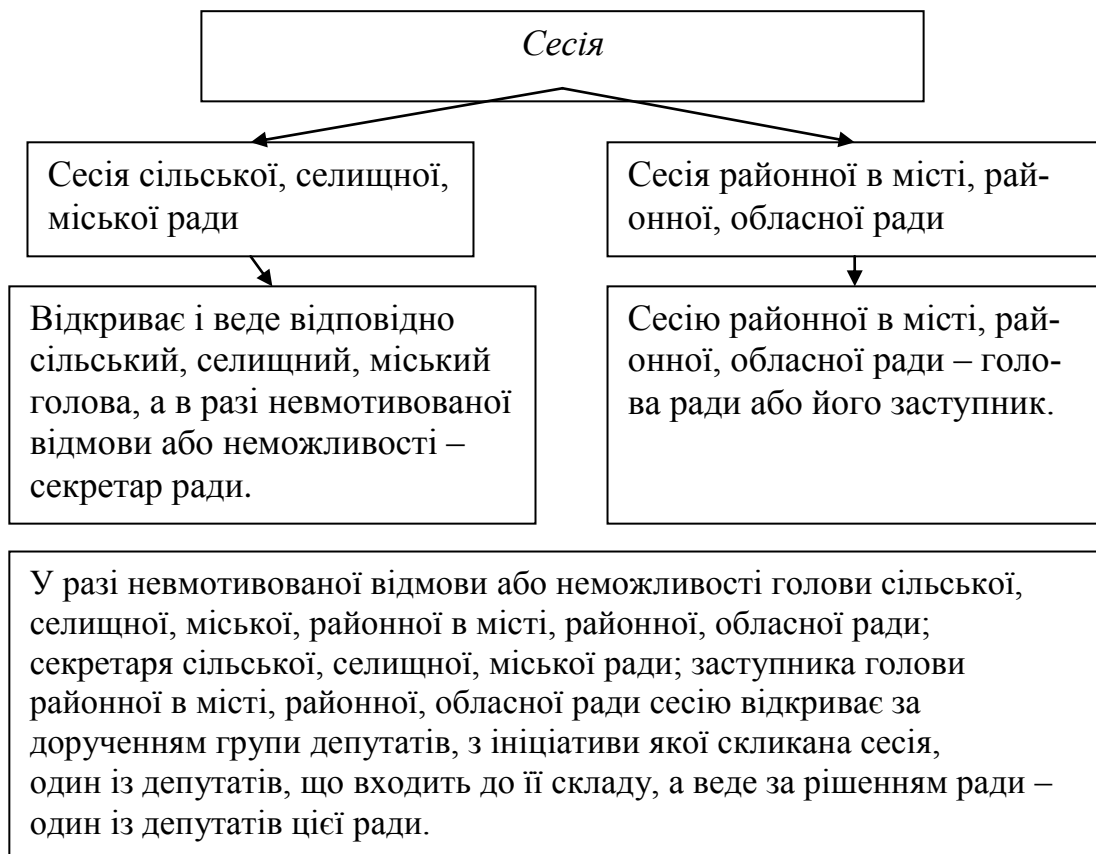 Сесія
Сесія сільської, селищної,
міської ради
Сесія районної в місті, рай-
онної, обласної ради
Відкриває і веде відповідно
сільський, селищний, міський
голова, а в разі невмотивованої
відмови або неможливості –
секретар ради.
Сесію районної в місті, рай-
онної, обласної ради – голо-
ва ради або його заступник.
У разі невмотивованої відмови або неможливості голови сільської,
селищної, міської, районної в місті, районної, обласної ради;
секретаря сільської, селищної, міської ради; заступника голови
районної в місті, районної, обласної ради сесію відкриває за
дорученням групи депутатів, з ініціативи якої скликана сесія,
один із депутатів, що входить до її складу, а веде за рішенням ради –
один із депутатів цієї ради.